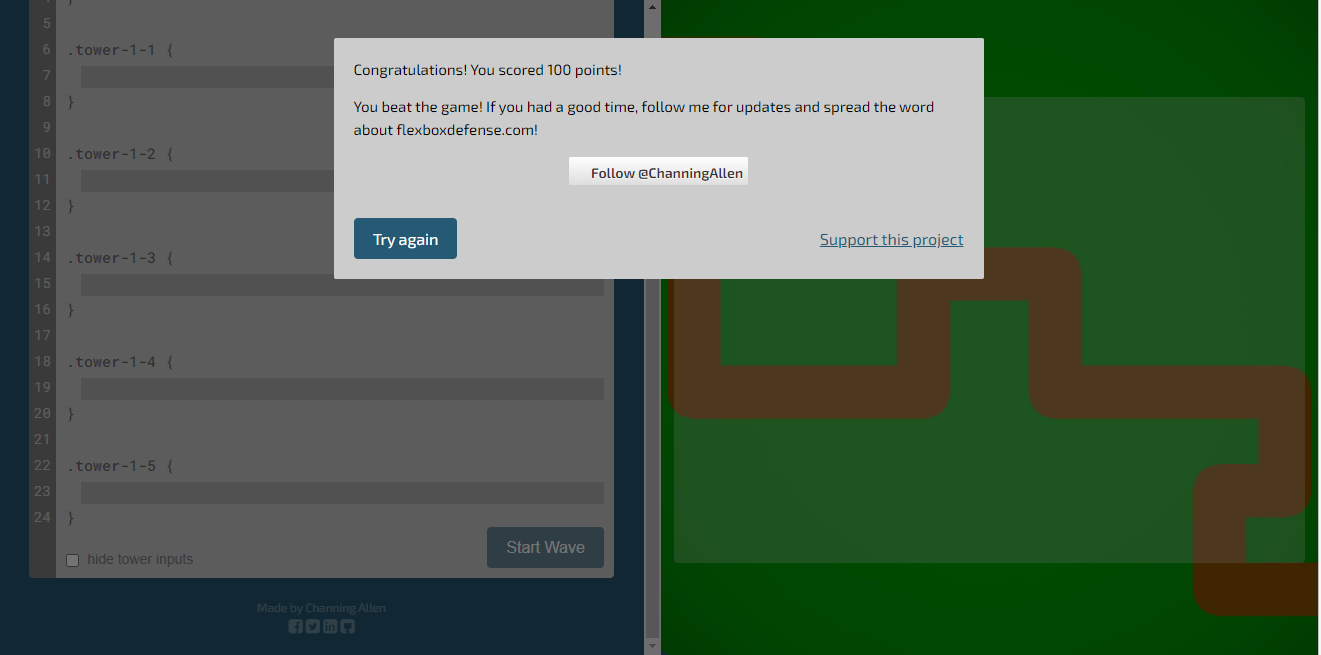 5
6 .tower-1-1 {
7
8 }
9
10 .tower-1-2 {
11
12 }
13
14 .tower-1-3 {
15
16 }
17
18 .tower-1-4 {
19
20 }
21
22 .tower-1-5 {
23
24 }
hide tower inputs
Start Wave
Made by Channing Allen
Congratulations! You scored 100 points!
You beat the game! If you had a good time, follow me for updates and spread the word
about flexboxdefense.com!
Follow @ChanningAllen
Try again
Support this project